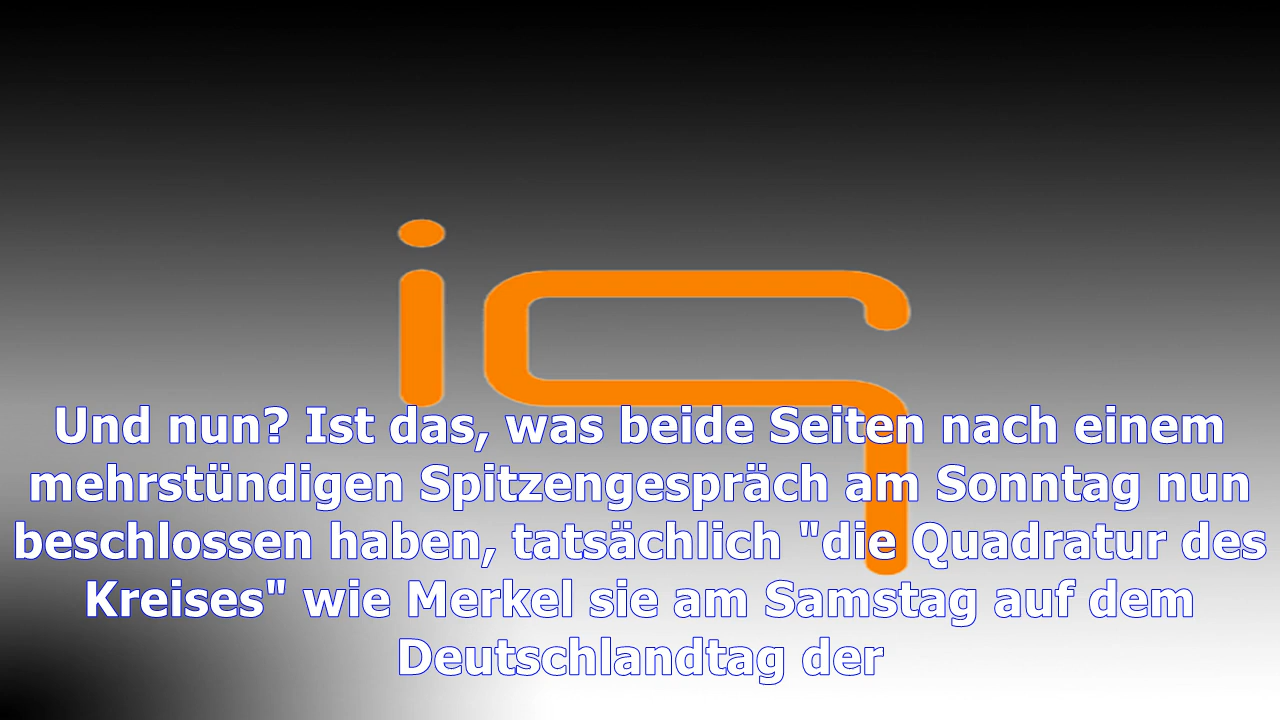 Und nun? Ist das, was beide Seiten nach einem
mehrstündigen Spitzengespräch am Sonntag nun
beschlossen haben, tatsächlich "die Quadratur des
Kreises" wie Merkel sie am Samstag auf dem
Deutschlandtag der